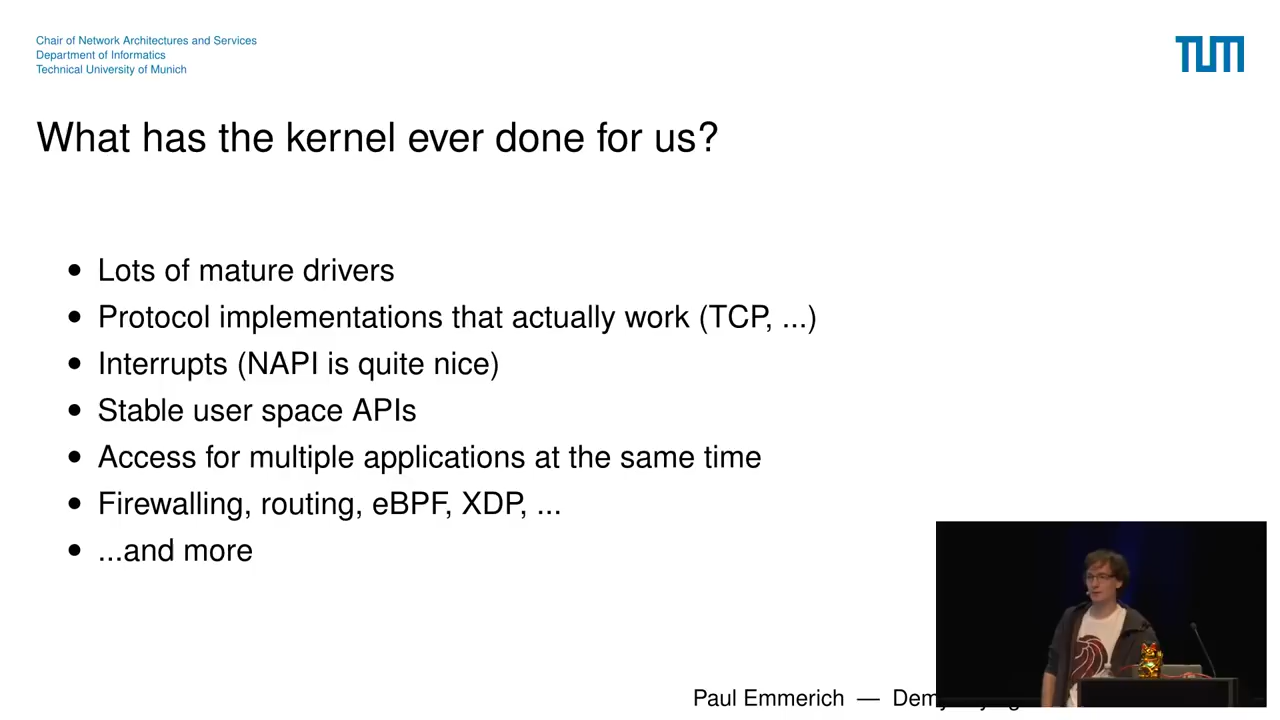 Chair of Network Architectures and Services
Department of Informatics
Technical University of Munich
TUM
What has the kernel ever done for us?
• Lots of mature drivers
• Protocol implementations that actually work (TCP, ...)
• Interrupts (NAPI is quite nice)
• Stable user space APIs
• Access for multiple applications at the same time
• Firewalling, routing, eBPF, XDP, ...
• ...and more
Paul Emmerich —